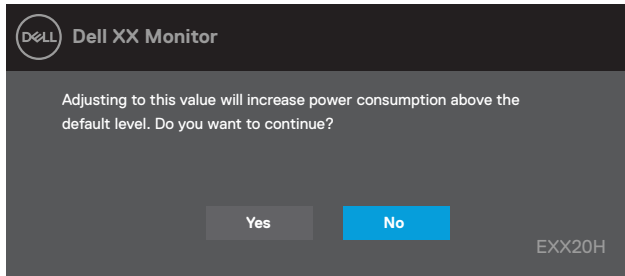 DELL Dell XX Monitor
Adjusting to this value will increase power consumption above the
default level. Do you want to continue?
Yes No
EXX20H